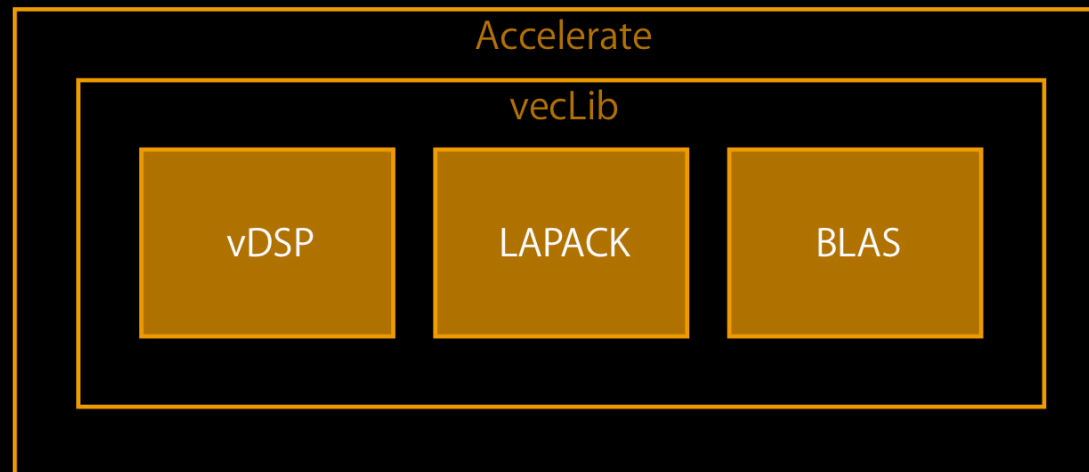 Accelerate
vecLib
vDSP
LAPACK
BLAS